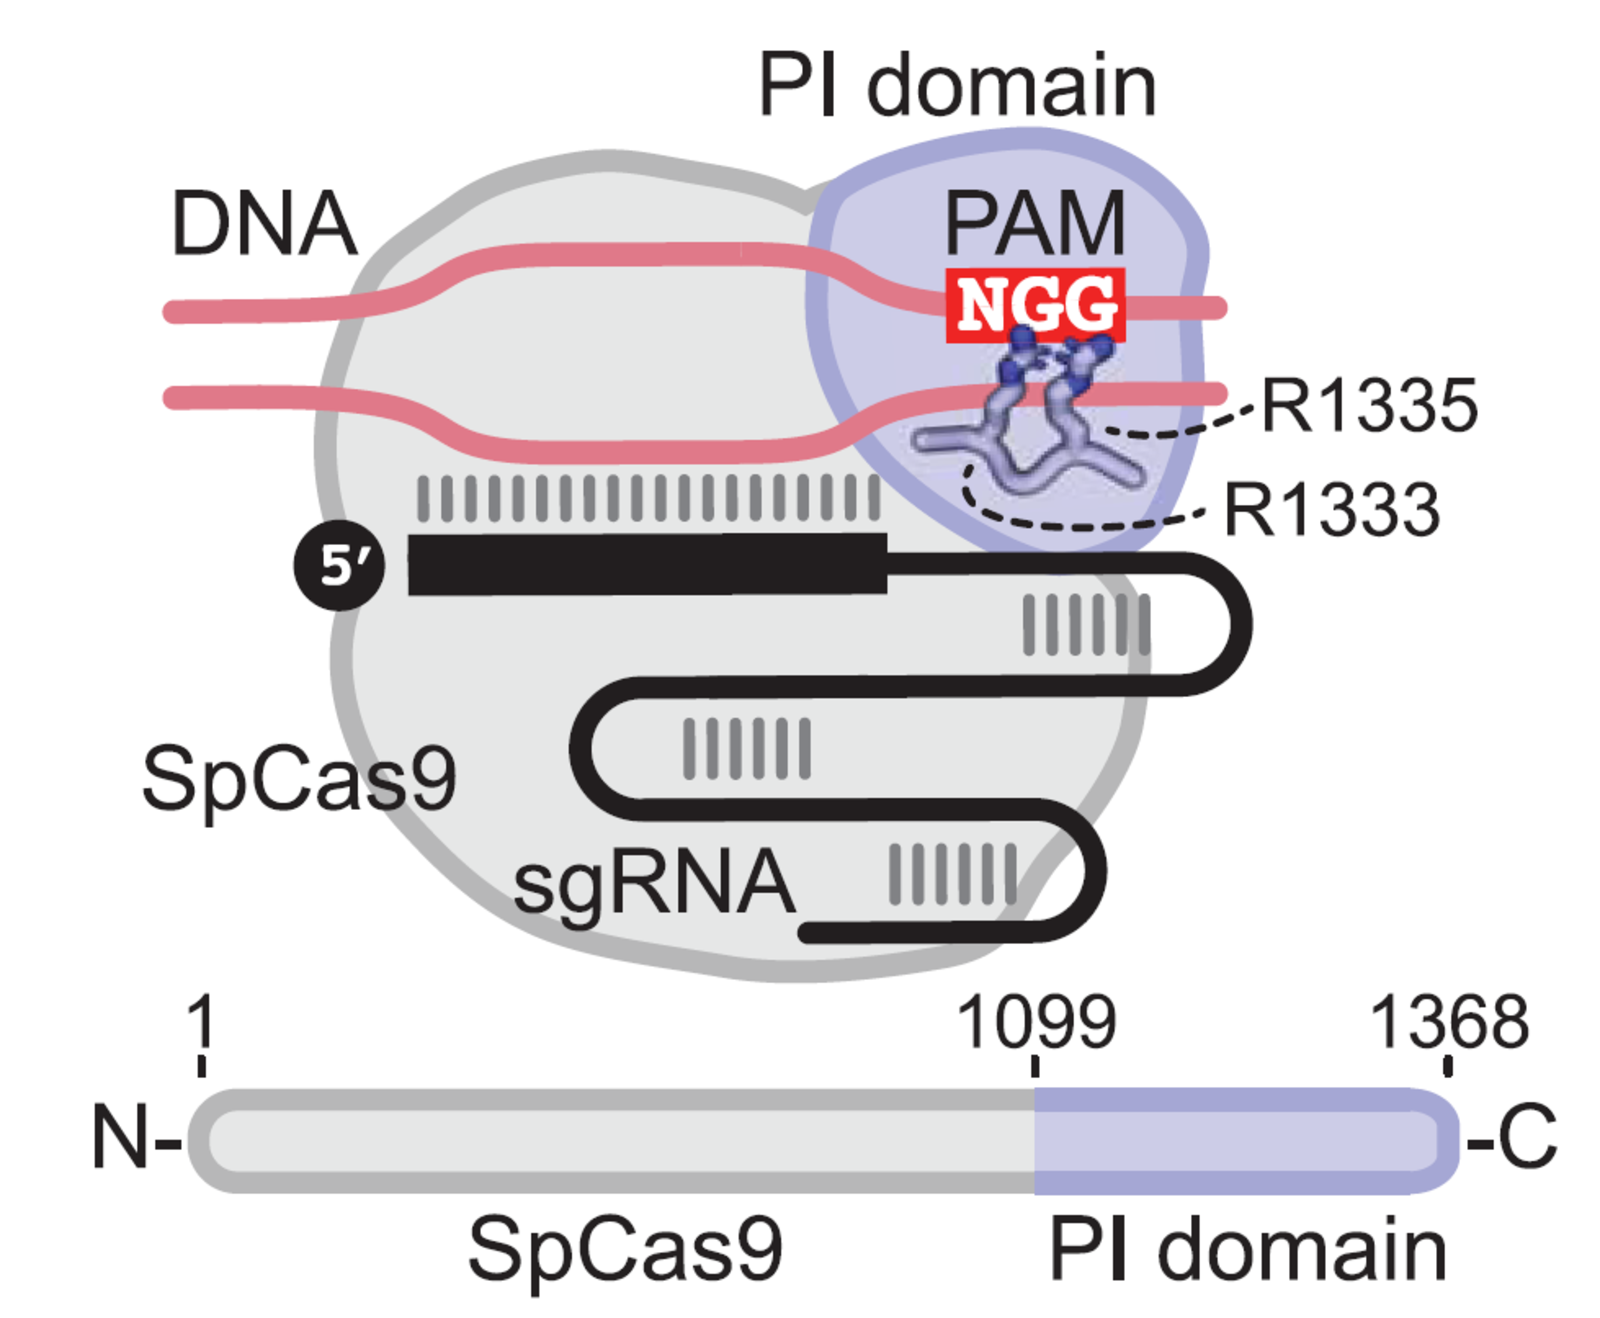 PI domain
DNA
PAM
NGG
R1335
R1333
5′
SpCas9
sgRNA
1 1099 1368
N- -C
SpCas9 PI domain